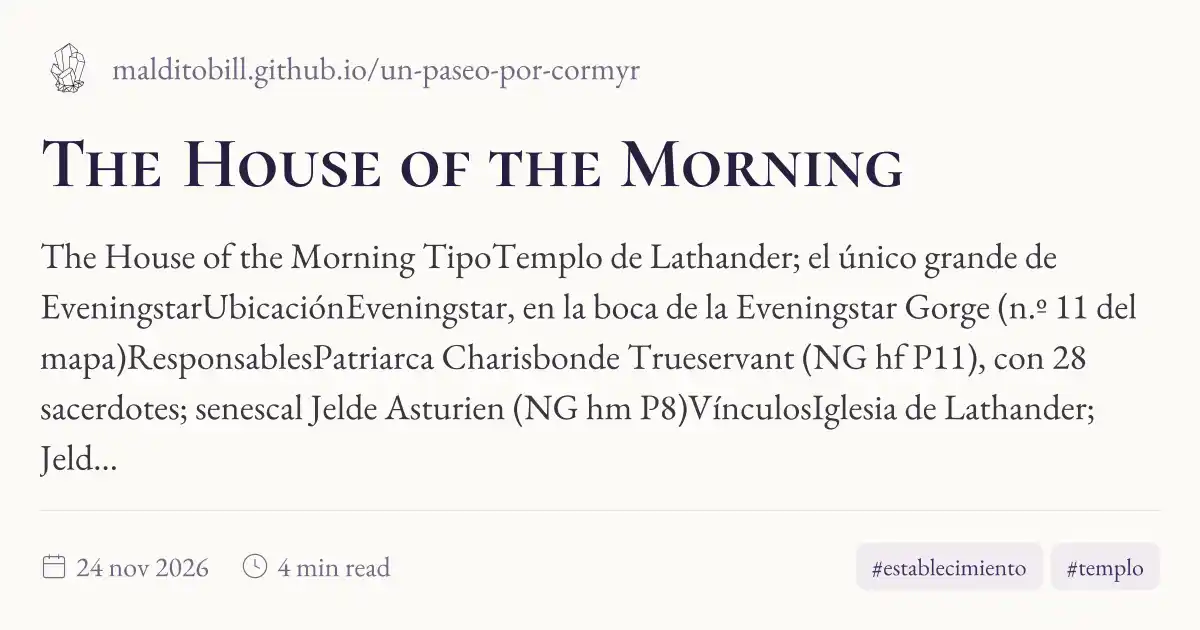 malditobill.github.io/un-paseo-por-cormyr
The House of the Morning
The House of the Morning TipoTemplo de Lathander; el único grande de
EveningstarUbicaciónEveningstar, en la boca de la Eveningstar Gorge (n.º 11 del
mapa)ResponsablesPatriarca Charisbonde Trueservant (NG hf P11), con 28
sacerdotes; senescal Jelde Asturien (NG hm P8)VínculosIglesia de Lathander;
Jeld...
24 nov 2026 4 min read #establecimiento #templo